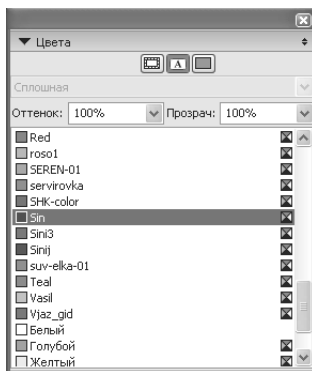 Цвета
A
Сплошная
Оттенок: 100% Прозрач: 100%
Red
roso1
SEREN-01
servirovka
SHK-color
Sin
Sini3
Sinij
suv-elka-01
Teal
Vasil
Vjaz_gid
Белый
Голубой
Желтый